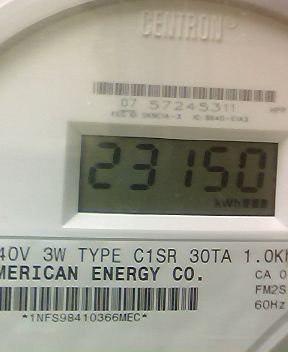 CENTRON®
07 57245311
23150
kWh
40V 3W TYPE C1SR 30TA 1.0K
MERICAN ENERGY CO.
CA 0
FM2S
60Hz
*1NFS98410366MEC*